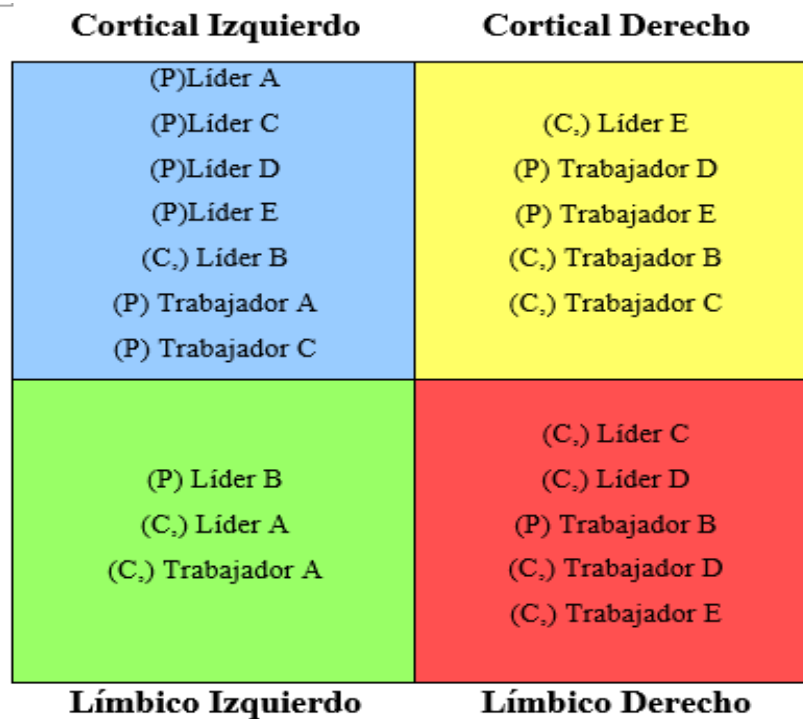 Cortical Izquierdo
Cortical Derecho
(P)Líder A
(P)Líder C
(P)Líder D
(P)Líder E
(C,) Líder B
(P) Trabajador A
(P) Trabajador C
(C,) Líder E
(P) Trabajador D
(P) Trabajador E
(C,) Trabajador B
(C,) Trabajador C
(P) Líder B
(C,) Líder A
(C,) Trabajador A
(C,) Líder C
(C,) Líder D
(P) Trabajador B
(C,) Trabajador D
(C,) Trabajador E
Límbico Izquierdo
Límbico Derecho